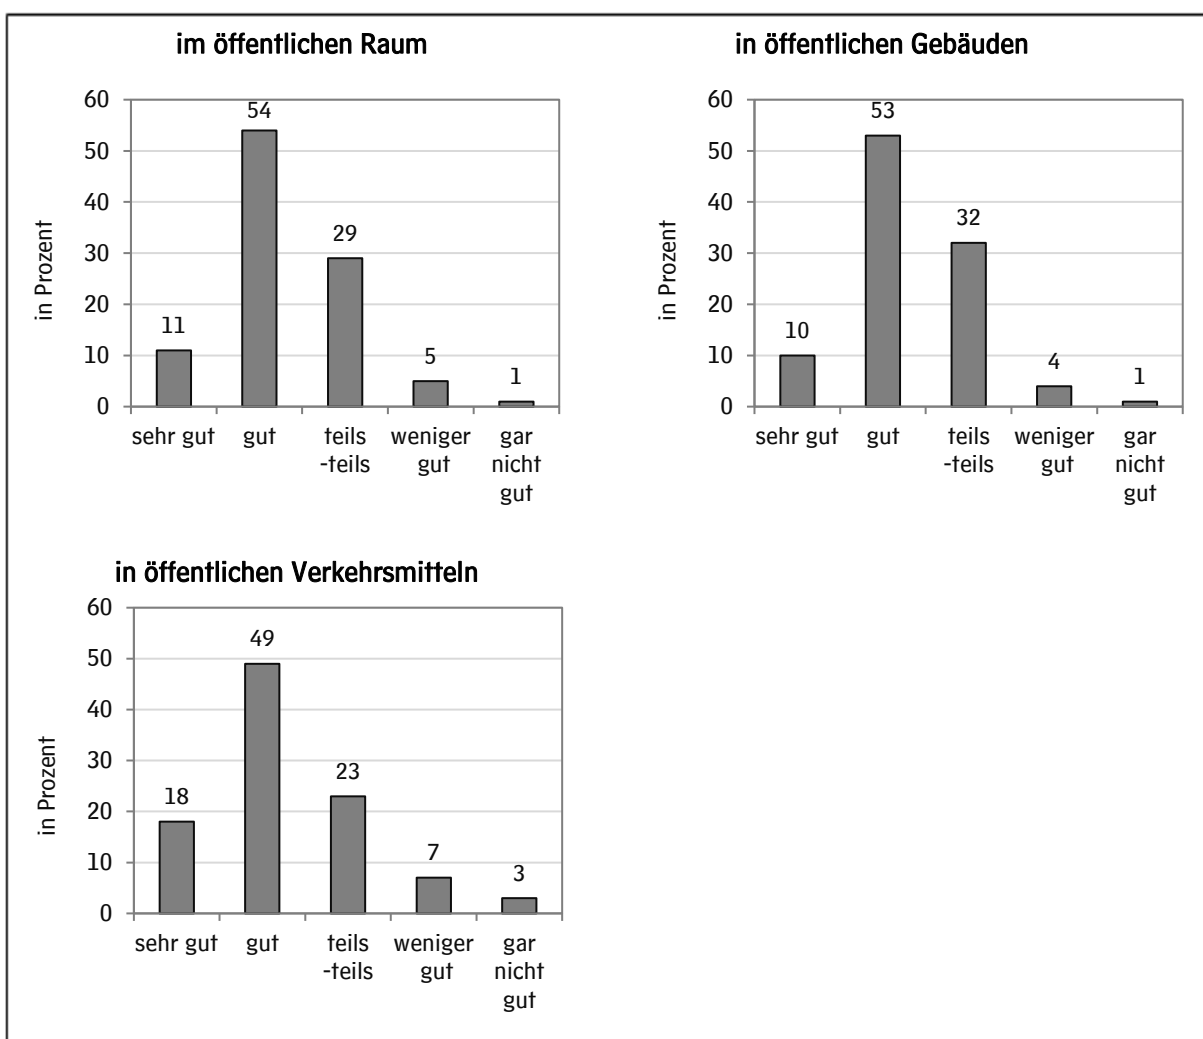 im öffentlichen Raum
in Prozent
60
50
40
30
20
10
0
11
54
29
5
1
sehr gut gut teils weniger gar
-teils gut nicht
gut
in öffentlichen Gebäuden
in Prozent
60
50
40
30
20
10
0
10
53
32
4
1
sehr gut gut teils weniger gar
-teils gut nicht
gut
in öffentlichen Verkehrsmitteln
in Prozent
60
50
40
30
20
10
0
18
49
23
7
3
sehr gut gut teils weniger gar
-teils gut nicht
gut